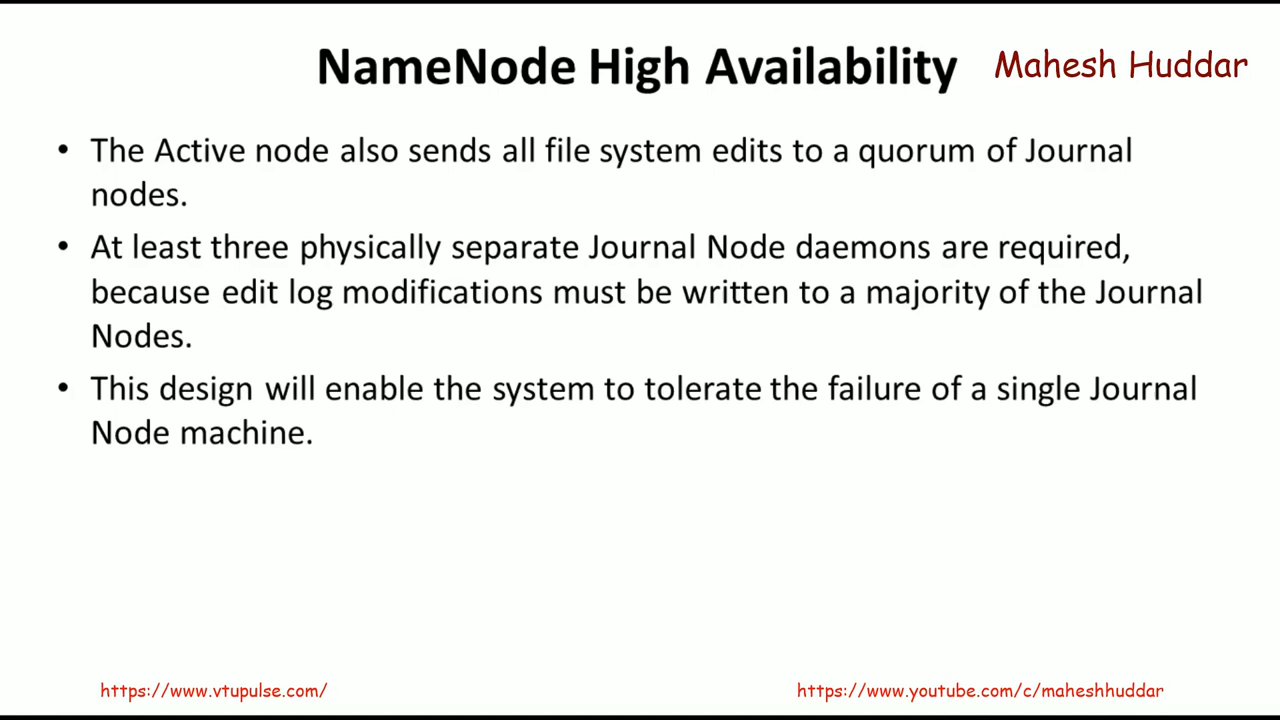 NameNode High Availability
Mahesh Huddar
• The Active node also sends all file system edits to a quorum of Journal
nodes.
• At least three physically separate Journal Node daemons are required,
because edit log modifications must be written to a majority of the Journal
Nodes.
• This design will enable the system to tolerate the failure of a single Journal
Node machine.
https://www.vtupulse.com/
https://www.youtube.com/c/maheshhuddar